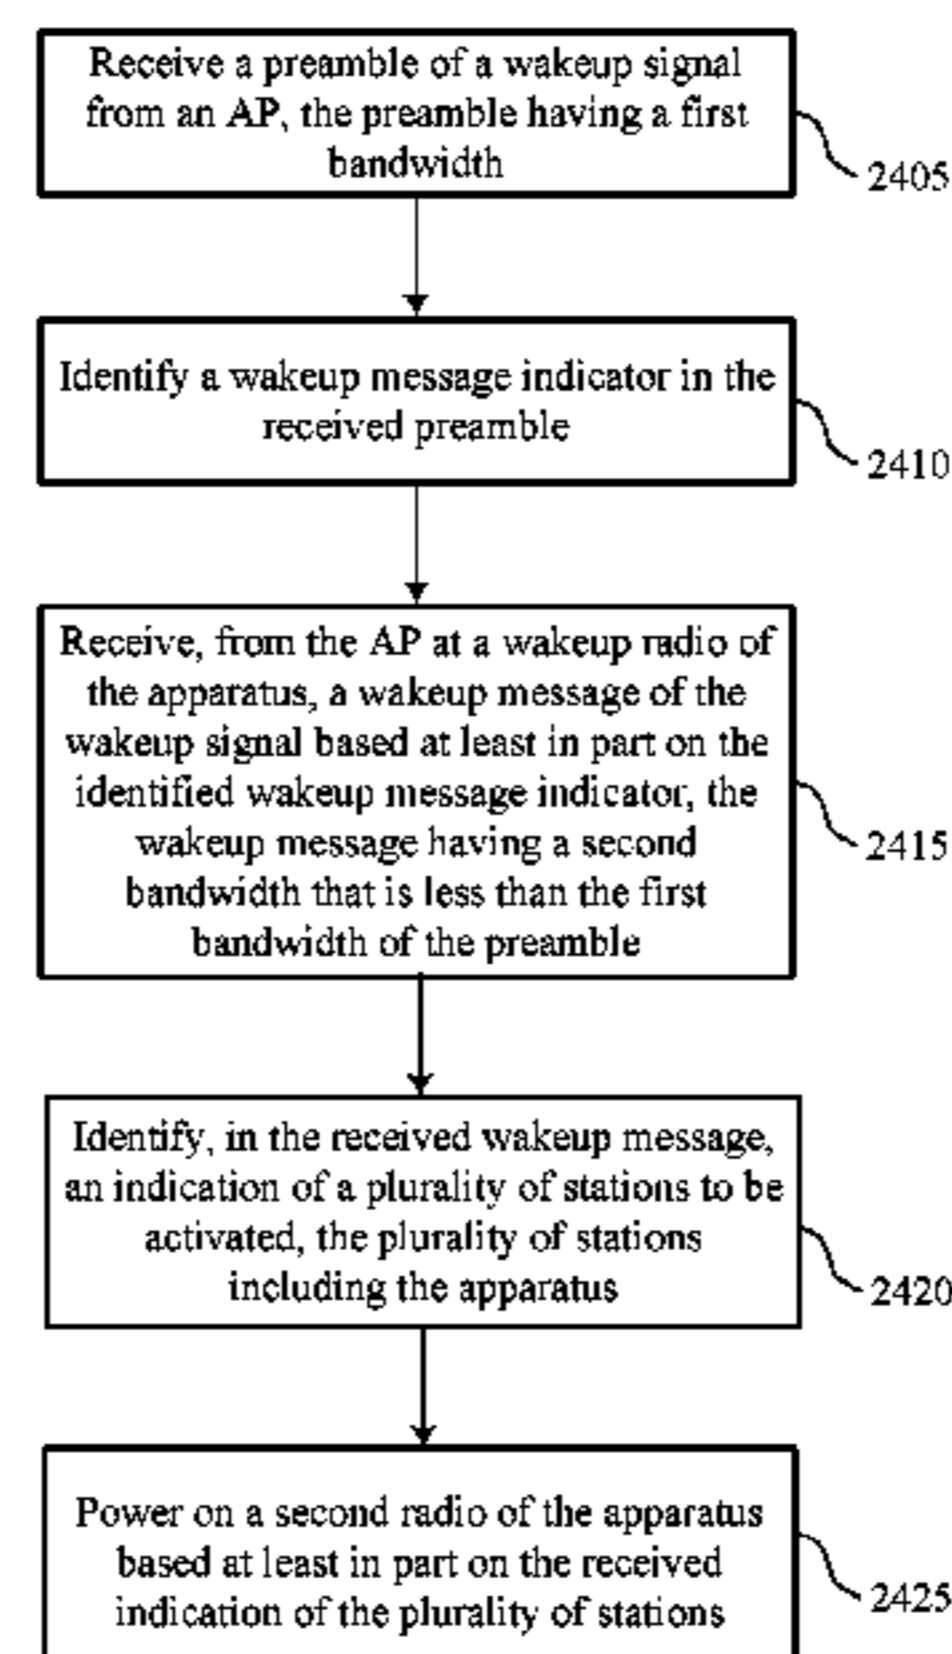 Receive a preamble of a wakeup signal
from an AP, the preamble having a first
bandwidth
2405
Identify a wakeup message indicator in the
received preamble
2410
Receive, from the AP at a wakeup radio of
the apparatus, a wakeup message of the
wakeup signal based at least in part on the
identified wakeup message indicator, the
wakeup message having a second
bandwidth that is less than the first
bandwidth of the preamble
2415
Identify, in the received wakeup message,
an indication of a plurality of stations to be
activated, the plurality of stations
including the apparatus
2420
Power on a second radio of the apparatus
based at least in part on the received
indication of the plurality of stations
2425